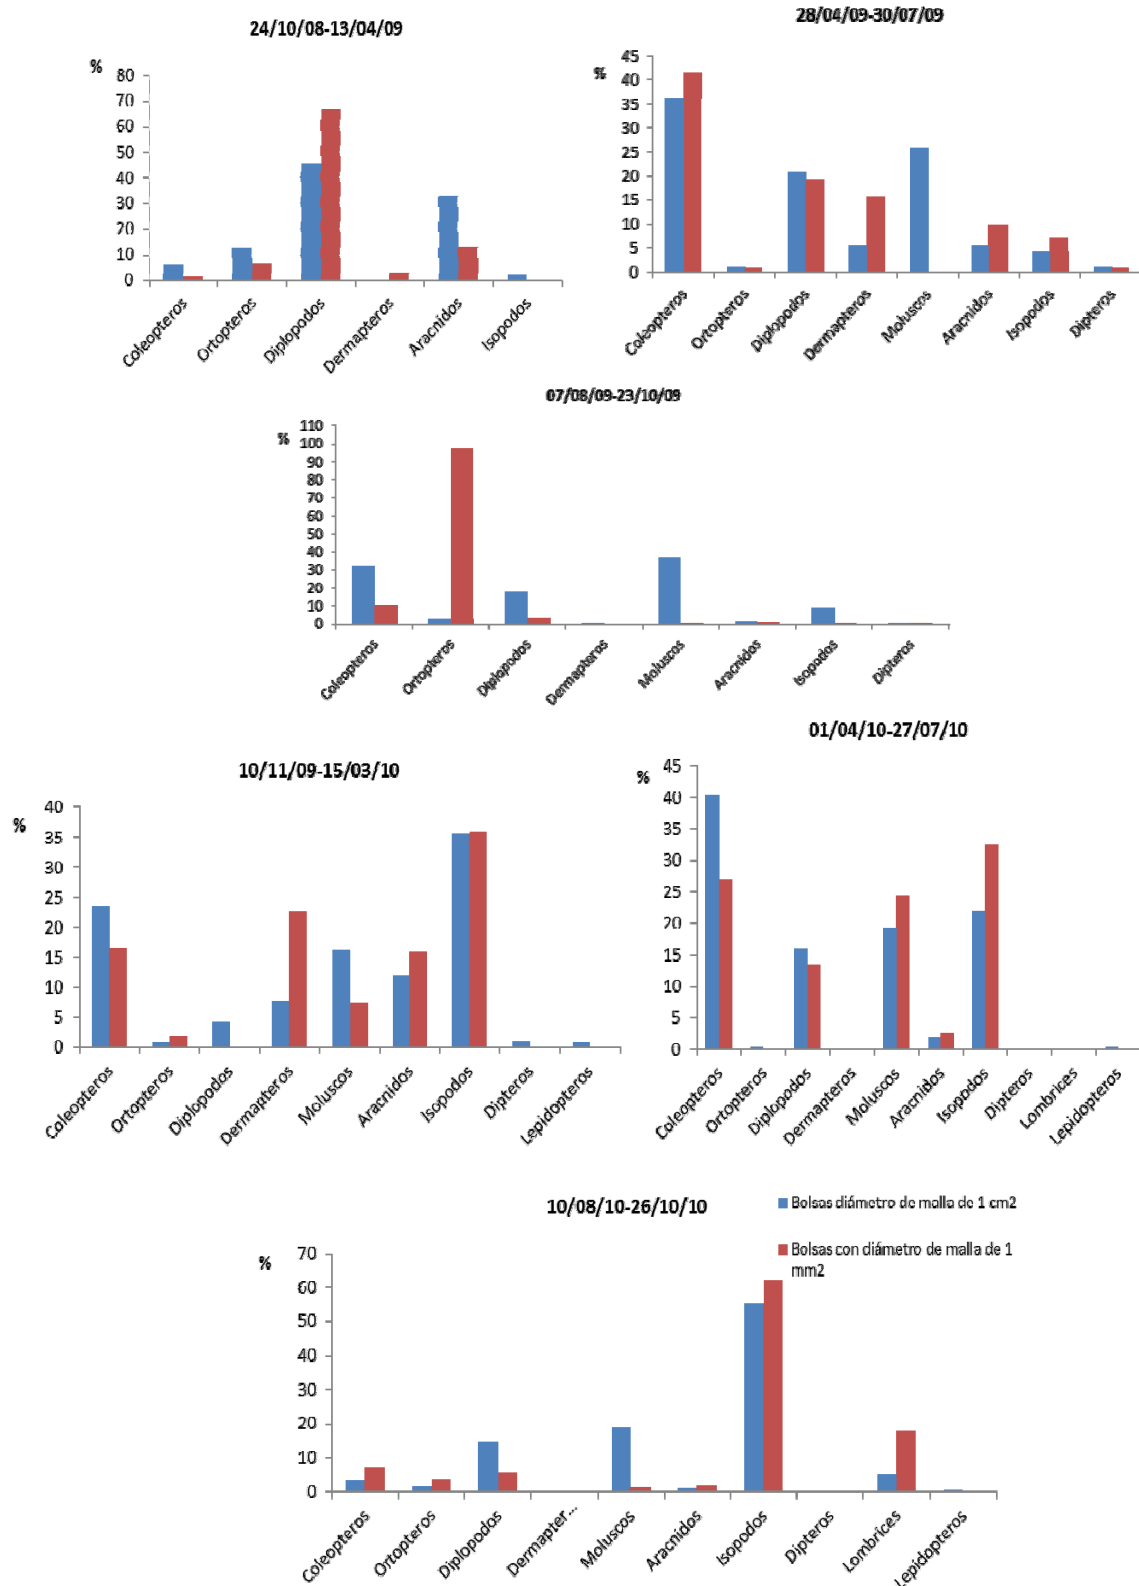 24/10/08-13/04/09
%
80
70
60
50
40
30
20
10
0
Coleopteros
Ortopteros
Diplopodos
Dermapteros
Aracnidos
Isopodos
28/04/09-30/07/09
%
45
40
35
30
25
20
15
10
5
0
Coleopteros
Ortopteros
Diplopodos
Dermapteros
Moluscos
Aracnidos
Isopodos
Dipteros
07/08/09-23/10/09
%
110
100
90
80
70
60
50
40
30
20
10
0
Coleopteros
Ortopteros
Diplopodos
Dermapteros
Moluscos
Aracnidos
Isopodos
Dipteros
10/11/09-15/03/10
%
40
35
30
25
20
15
10
5
0
Coleopteros
Ortopteros
Diplopodos
Dermapteros
Moluscos
Aracnidos
Isopodos
Dipteros
Lepidopteros
01/04/10-27/07/10
%
45
40
35
30
25
20
15
10
5
0
Coleopteros
Ortopteros
Diplopodos
Dermapteros
Moluscos
Aracnidos
Isopodos
Dipteros
Lombrices
Lepidopteros
10/08/10-26/10/10
Bolsas diámetro de malla de 1 cm2
Bolsas con diámetro de malla de 1
mm2
%
70
60
50
40
30
20
10
0
Coleopteros
Ortopteros
Diplopodos
Dermapter...
Moluscos
Aracnidos
Isopodos
Dipteros
Lombrices
Lepidopteros